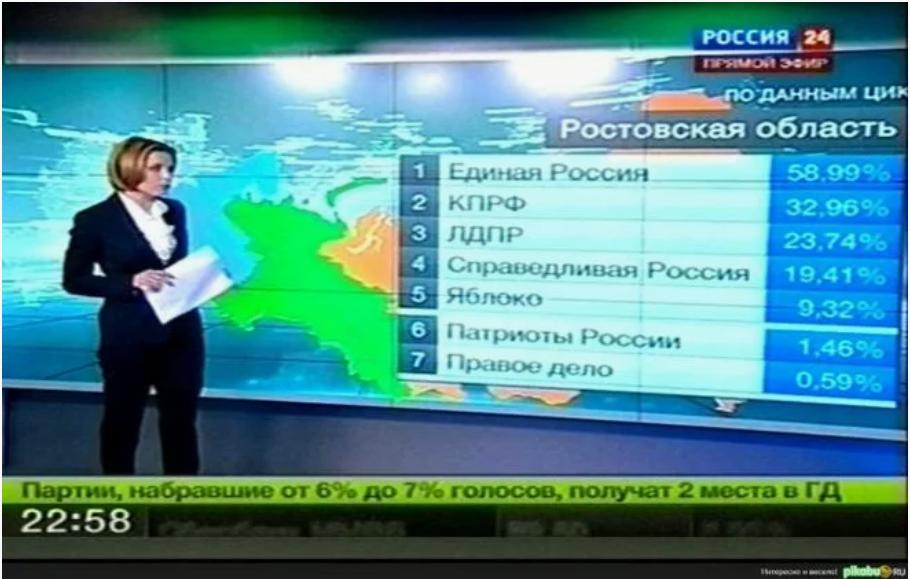 РОССИЯ 24
ПРЯМОЙ ЭФИР
ПО ДАННЫМ ЦИК
Ростовская область
1 Единая Россия 58,99%
2 КПРФ 32,96%
3 ЛДПР 23,74%
4 Справедливая Россия 19,41%
5 Яблоко 9,32%
6 Патриоты России 1,46%
7 Правое дело 0,59%
Партии, набравшие от 6% до 7% голосов, получат 2 места в ГД
22:58
Интересно и весело! pikabu.RU